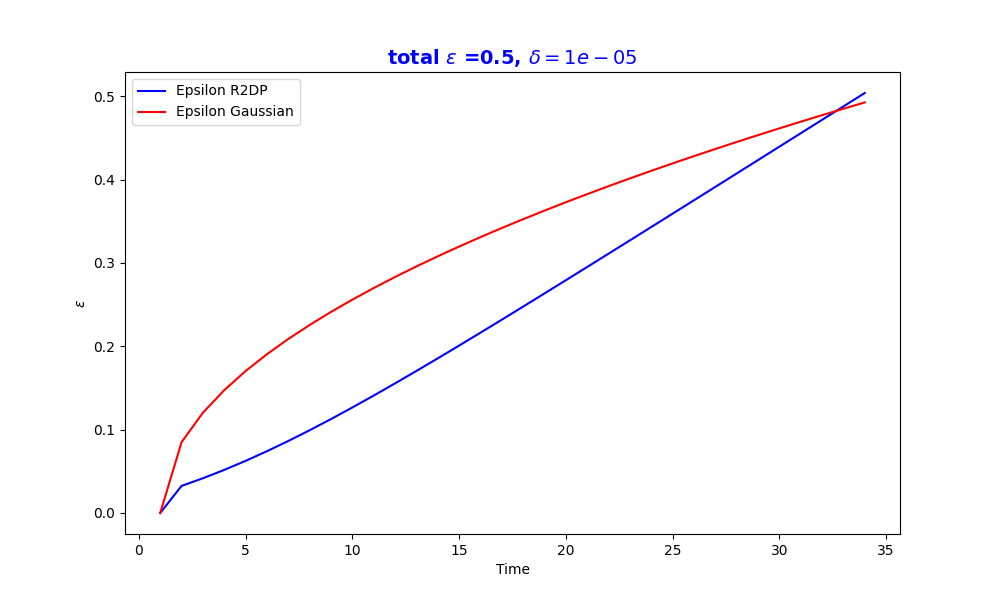 total ε =0.5, δ = 1e − 05
Epsilon R2DP
Epsilon Gaussian
0.5
0.4
0.3
0.2
0.1
0.0
ε
0 5 10 15 20 25 30 35
Time